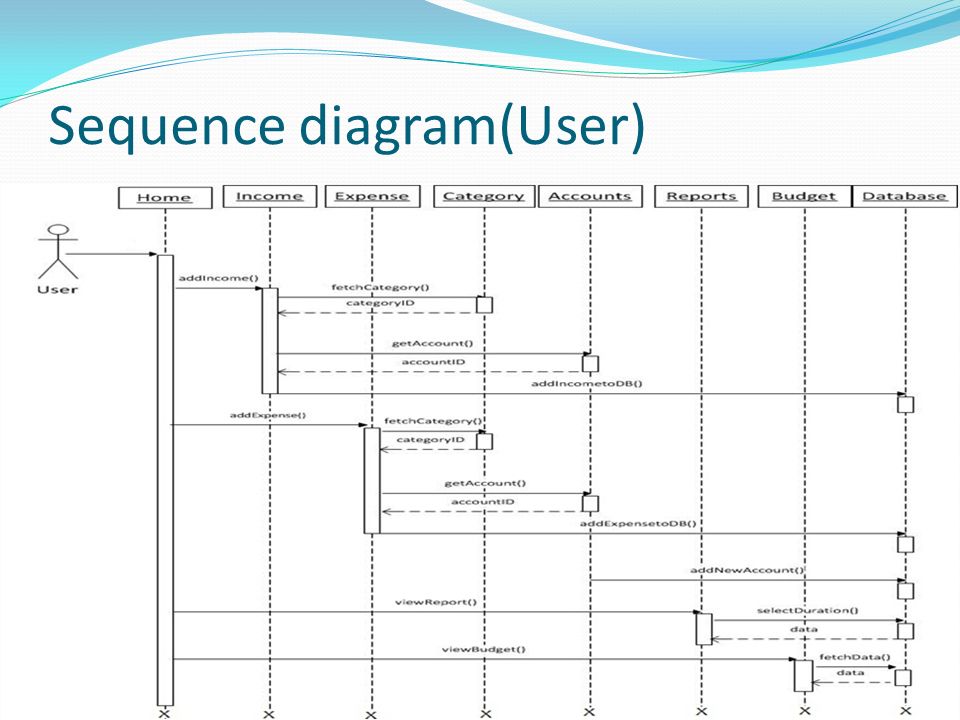 Sequence diagram(User)
Home Income Expense Category Accounts Reports Budget Database
User
addIncome()
fetchCategory()
categoryID
getAccount()
accountID
addIncometoDB()
addExpense()
fetchCategory()
categoryID
getAccount()
accountID
addExpensetoDB()
addNewAccount()
viewReport()
selectDuration()
data
viewBudget()
fetchData()
data
X X X X X X X X